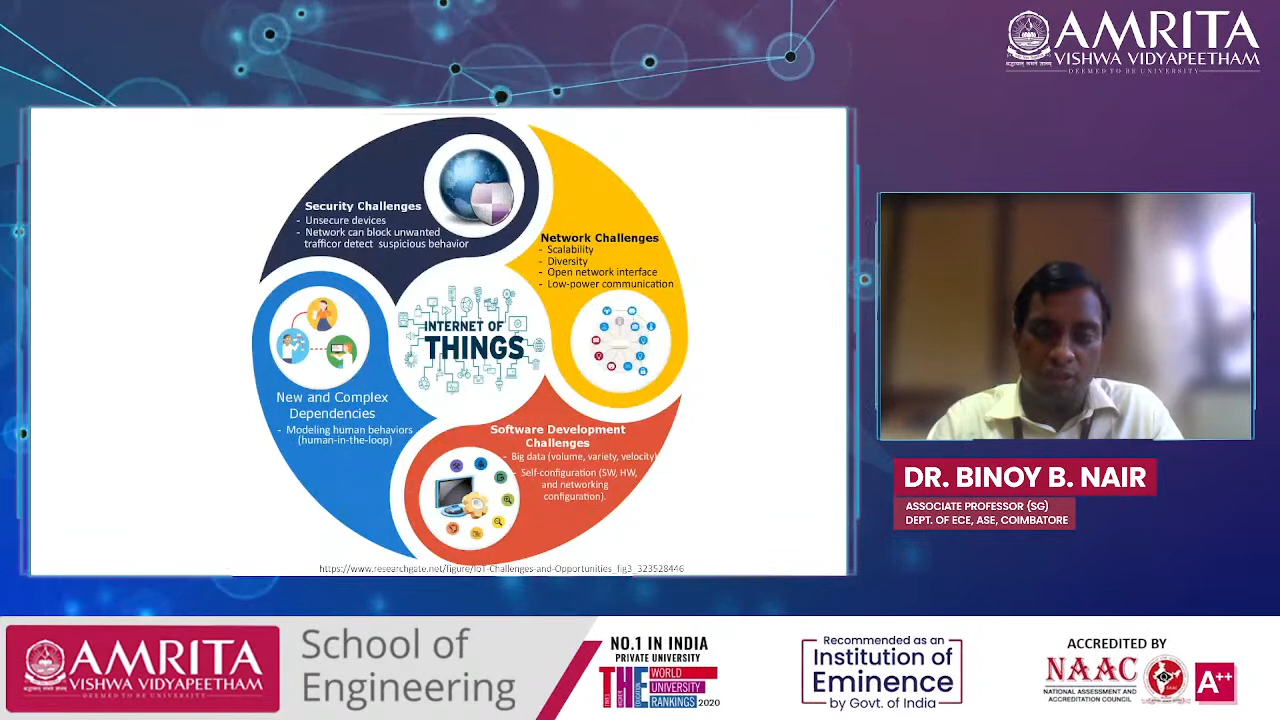 AMRITA
VISHWA VIDYAPEETHAM
DEEMED TO BE UNIVERSITY
Security Challenges
- Unsecure devices
- Network can block unwanted
trafficor detect suspicious behavior
Network Challenges
- Scalability
- Diversity
- Open network interface
- Low-power communication
INTERNET OF
THINGS
New and Complex
Dependencies
- Modeling human behaviors
(human-in-the-loop)
Software Development
Challenges
- Big data (volume, variety, velocity)
- Self-configuration (SW, HW,
and networking
configuration).
https://www.researchgate.net/figure/IoT-Challenges-and-Opportunities_fig3_323528446
DR. BINOY B. NAIR
ASSOCIATE PROFESSOR (SG)
DEPT. OF ECE, ASE, COIMBATORE
AMRITA
VISHWA VIDYAPEETHAM
DEEMED TO BE UNIVERSITY
School of
Engineering
NO.1 IN INDIA
PRIVATE UNIVERSITY
THE
WORLD
UNIVERSITY
RANKINGS 2020
Recommended as an
Institution of
Eminence
by Govt. of India
ACCREDITED BY
NAAC
NATIONAL ASSESSMENT AND
ACCREDITATION COUNCIL
A++